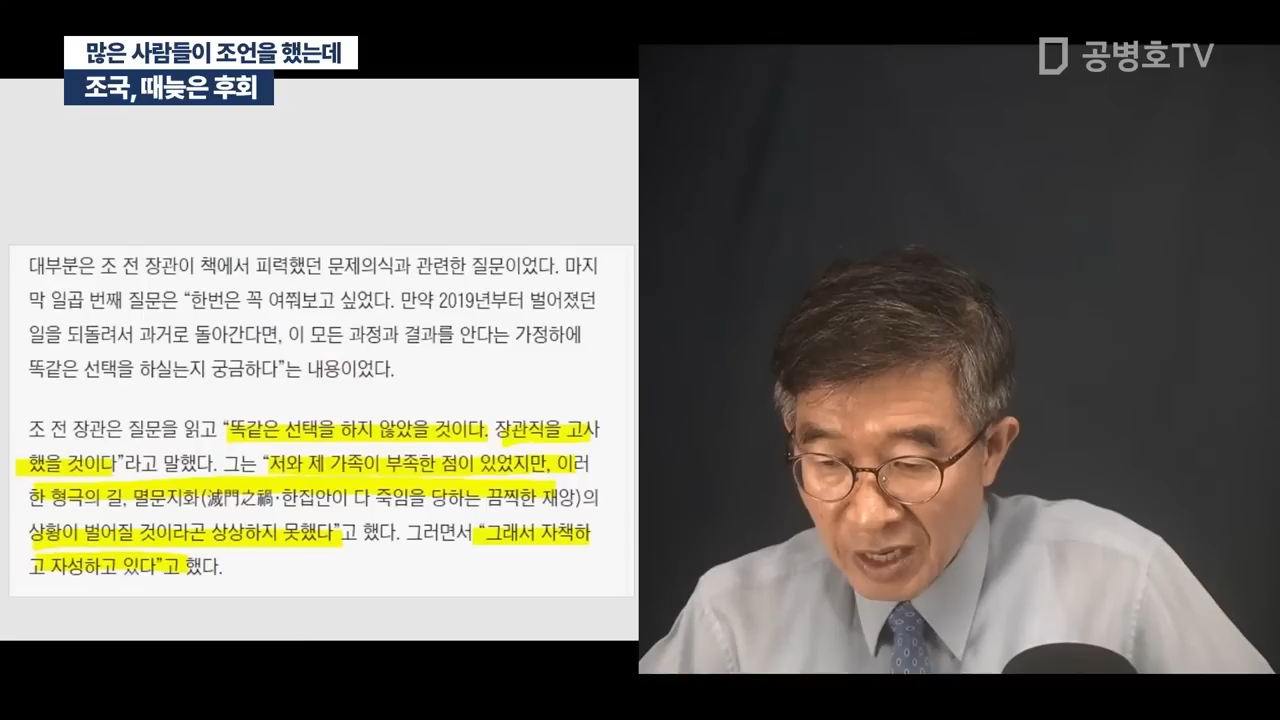 많은 사람들이 조언을 했는데
조국, 때늦은 후회
공병호TV
대부분은 조 전 장관이 책에서 피력했던 문제의식과 관련한 질문이었다. 마지
막 일곱 번째 질문은 “한번은 꼭 여쭤보고 싶었다. 만약 2019년부터 벌어졌던
일을 되돌려서 과거로 돌아간다면, 이 모든 과정과 결과를 안다는 가정하에
똑같은 선택을 하실는지 궁금하다”는 내용이었다.
조 전 장관은 질문을 읽고 “똑같은 선택을 하지 않았을 것이다. 장관직을 고사
했을 것이다”라고 말했다. 그는 “저와 제 가족이 부족한 점이 있었지만, 이러
한 형극의 길, 멸문지화(滅門之禍·한집안이 다 죽임을 당하는 끔찍한 재앙)의
상황이 벌어질 것이라곤 상상하지 못했다”고 했다. 그러면서 “그래서 자책하
고 자성하고 있다”고 했다.